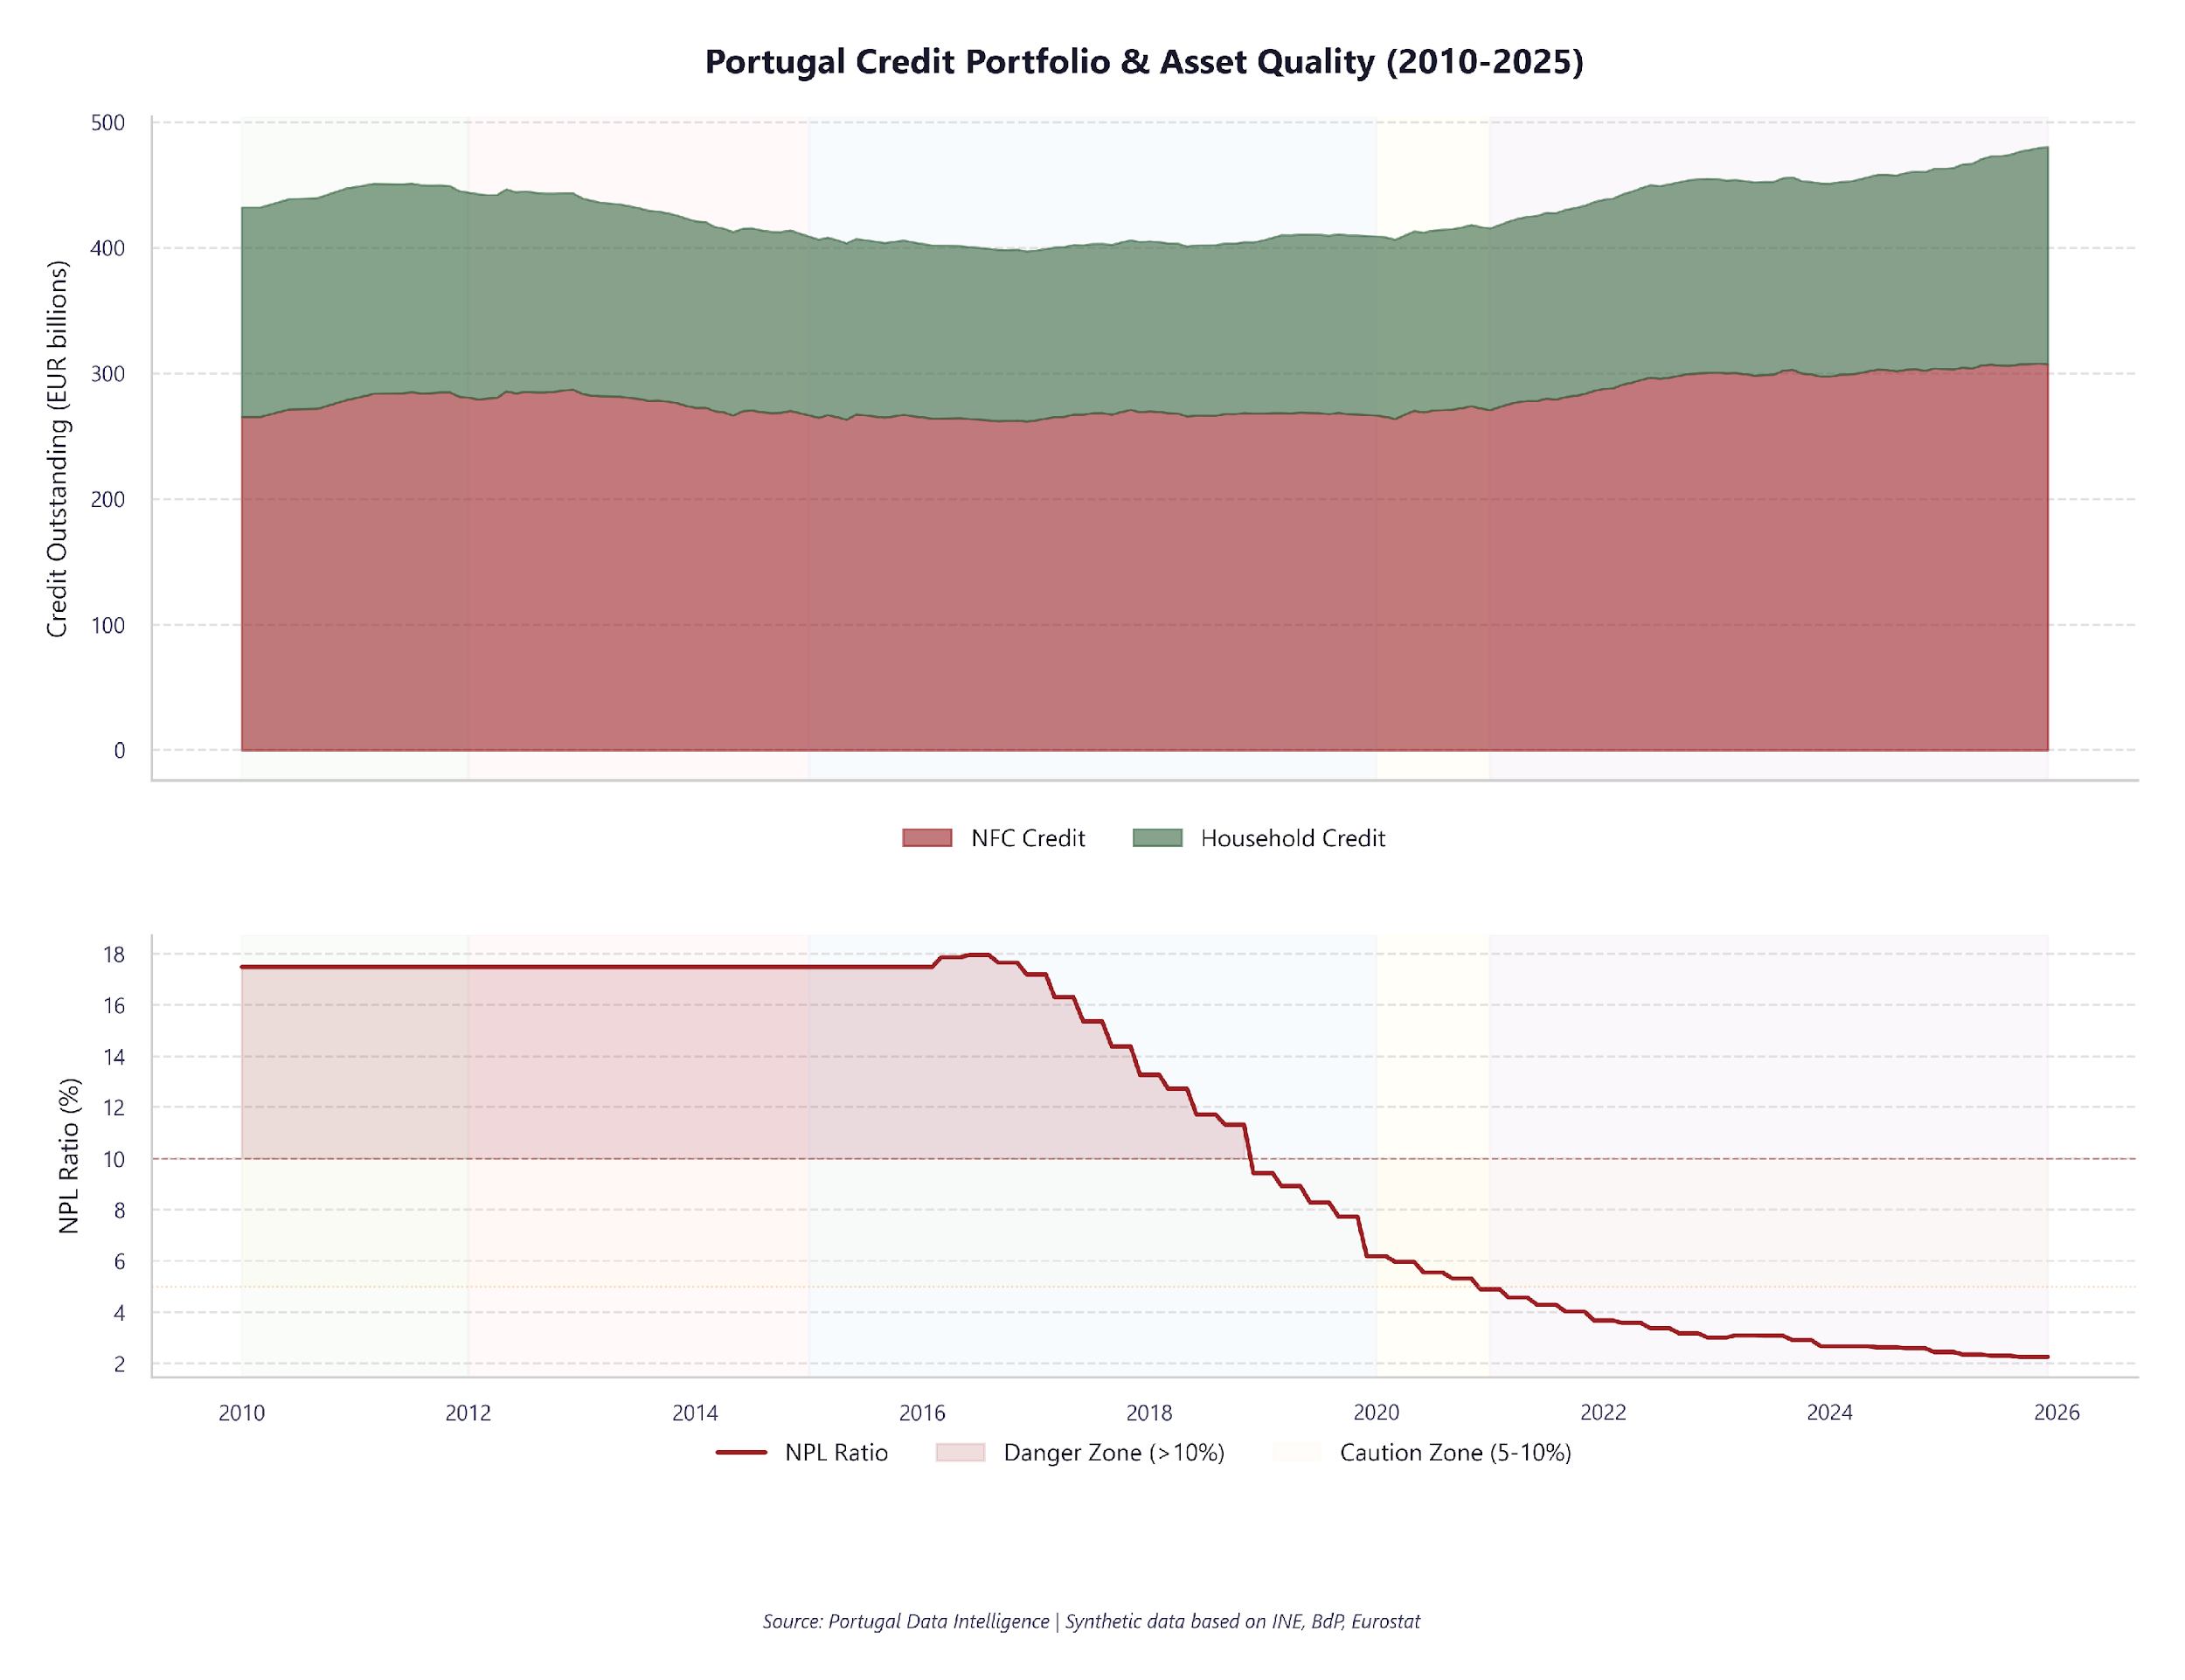 Portugal Credit Portfolio & Asset Quality (2010-2025)
Credit Outstanding (EUR billions)
500
400
300
200
100
0
NFC Credit Household Credit
NPL Ratio (%)
18
16
14
12
10
8
6
4
2
2010 2012 2014 2016 2018 2020 2022 2024 2026
NPL Ratio Danger Zone (>10%) Caution Zone (5-10%)
Source: Portugal Data Intelligence | Synthetic data based on INE, BdP, Eurostat